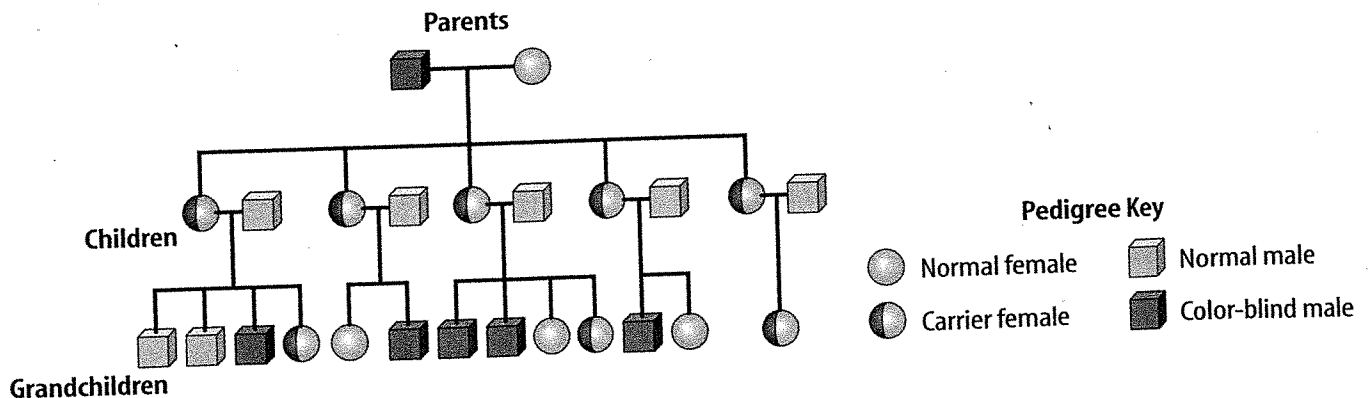 Parents
Children
Grandchildren
Pedigree Key
Normal female
Normal male
Carrier female
Color-blind male